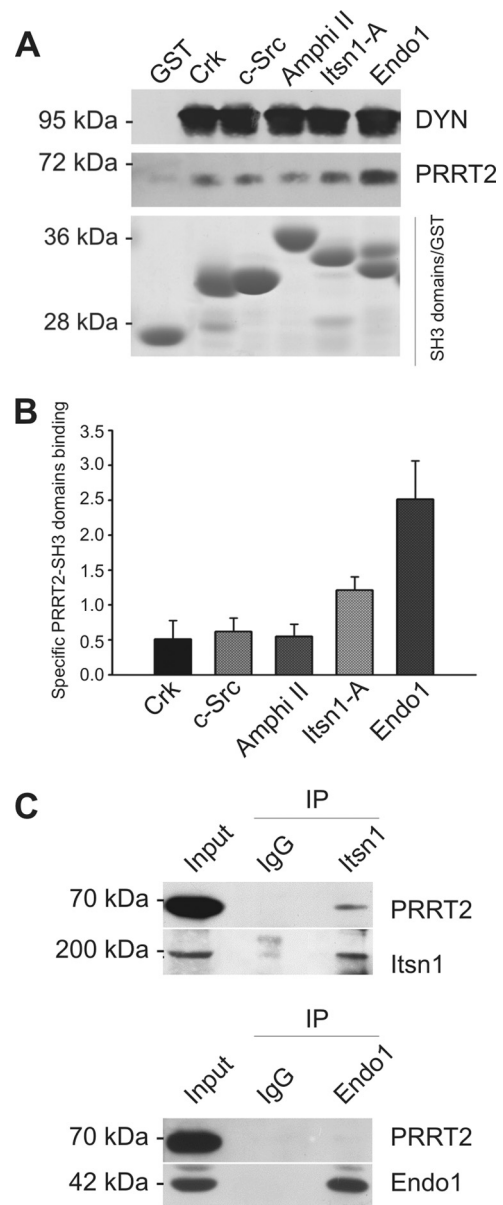 A
GST
Crk
c-Src
Amphi II
Itsn1-A
Endo1
95 kDa -
DYN
72 kDa
PRRT2
36 kDa -
28 kDa -
SH3 domains/GST
B
Specific PRRT2-SH3 domains binding
3.5
3.0
2.5
2.0
1.5
1.0
0.5
0.0
Crk
c-Src
Amphi II
Itsn1-A
Endo1
C
IP
Input
IgG
Itsn1
70 kDa -
PRRT2
200 kDa -
Itsn1
IP
Input
IgG
Endo1
70 kDa -
PRRT2
42 kDa -
Endo1